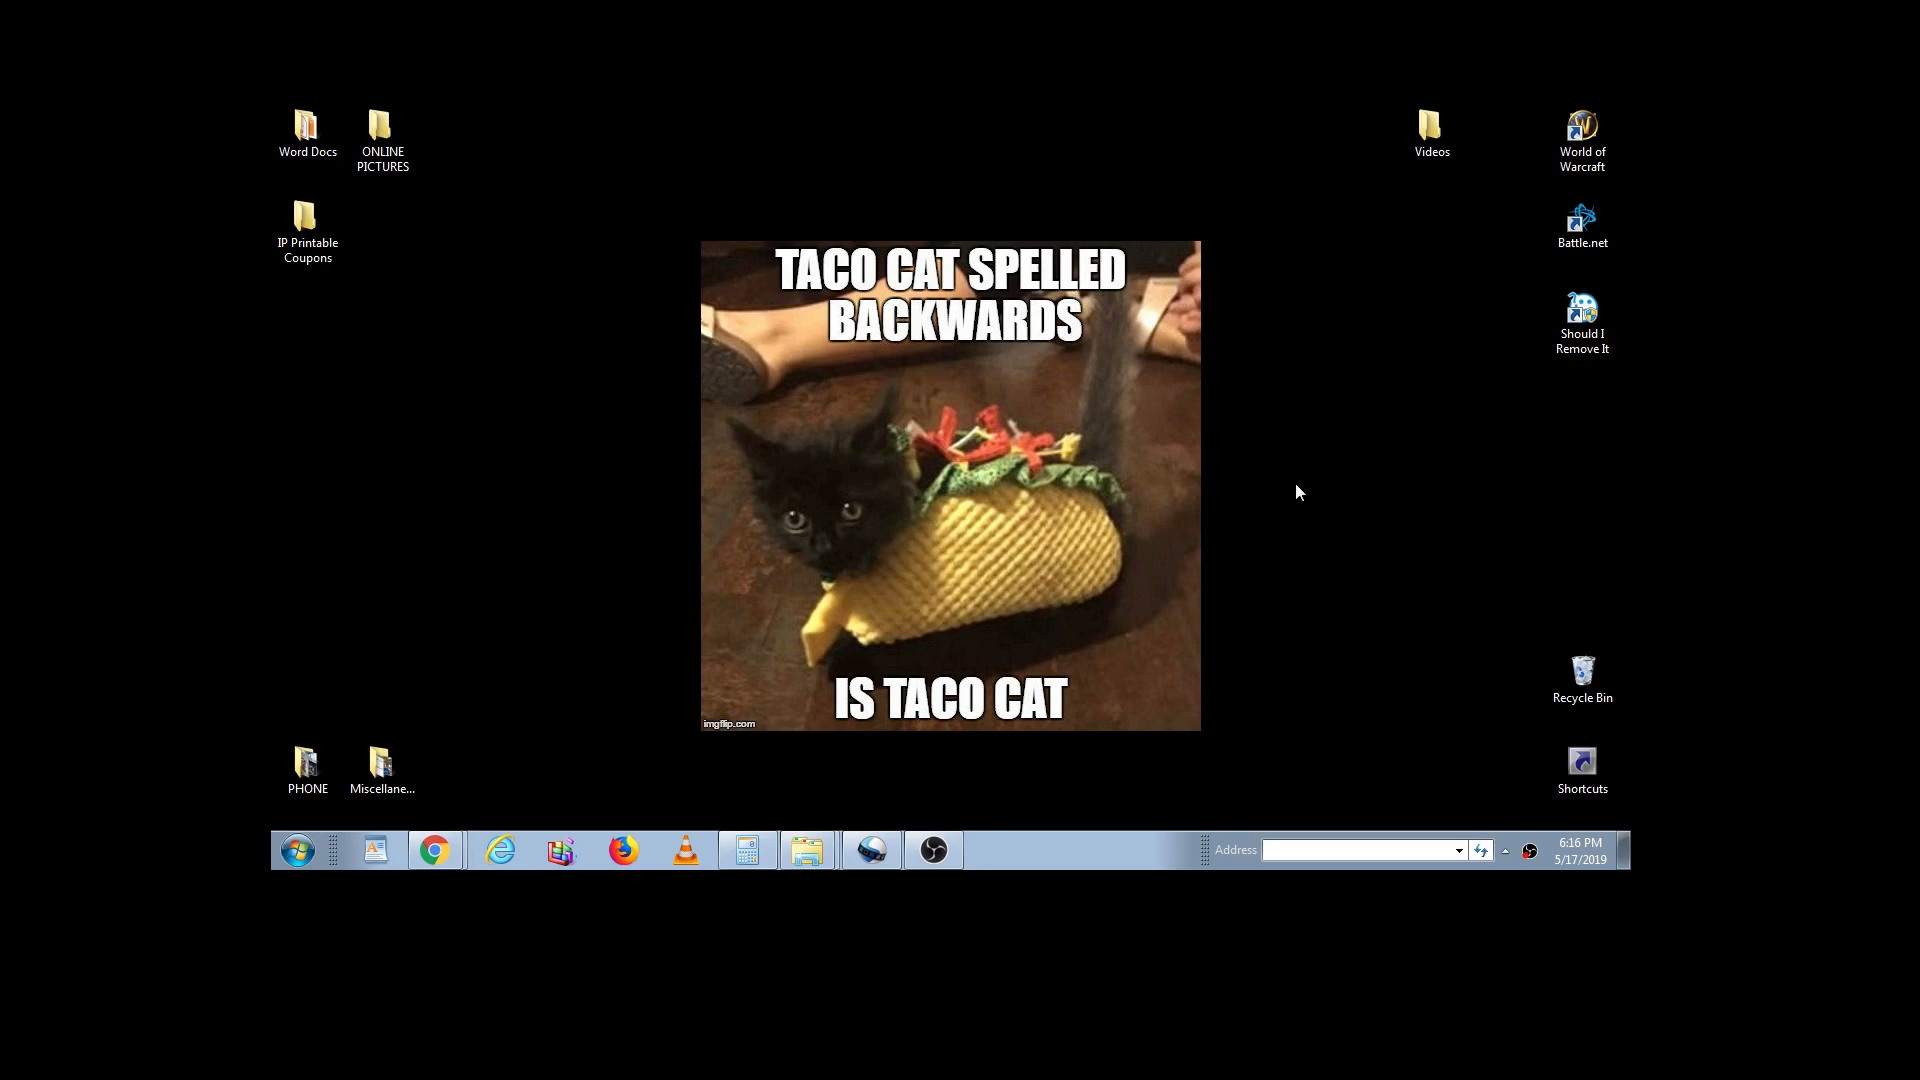 Word Docs
ONLINE
PICTURES
Videos
World of
Warcraft
IP Printable
Coupons
Battle.net
Should I
Remove It
TACO CAT SPELLED
BACKWARDS
IS TACO CAT
imgflip.com
Recycle Bin
PHONE
Miscellane...
Shortcuts
Address
6:16 PM
5/17/2019